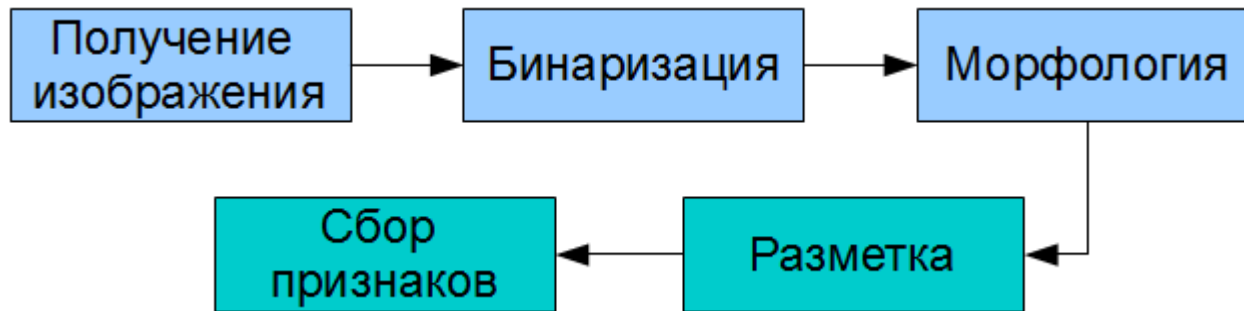 Получение
изображения
Бинаризация
Морфология
Сбор
признаков
Разметка